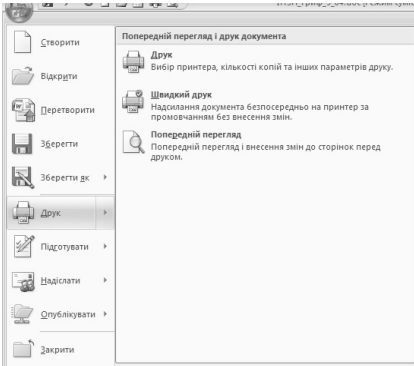 Створити
Відкрити
Перетворити
Зберегти
Зберегти як
Друк
Підготувати
Надіслати
Опублікувати
Закрити
Попередній перегляд і друк документа
Друк
Вибір принтера, кількості копій та інших параметрів друку.
Швидкий друк
Надсилання документа безпосередньо на принтер за
промовчанням без внесення змін.
Попередній перегляд
Попередній перегляд і внесення змін до сторінок перед
друком.